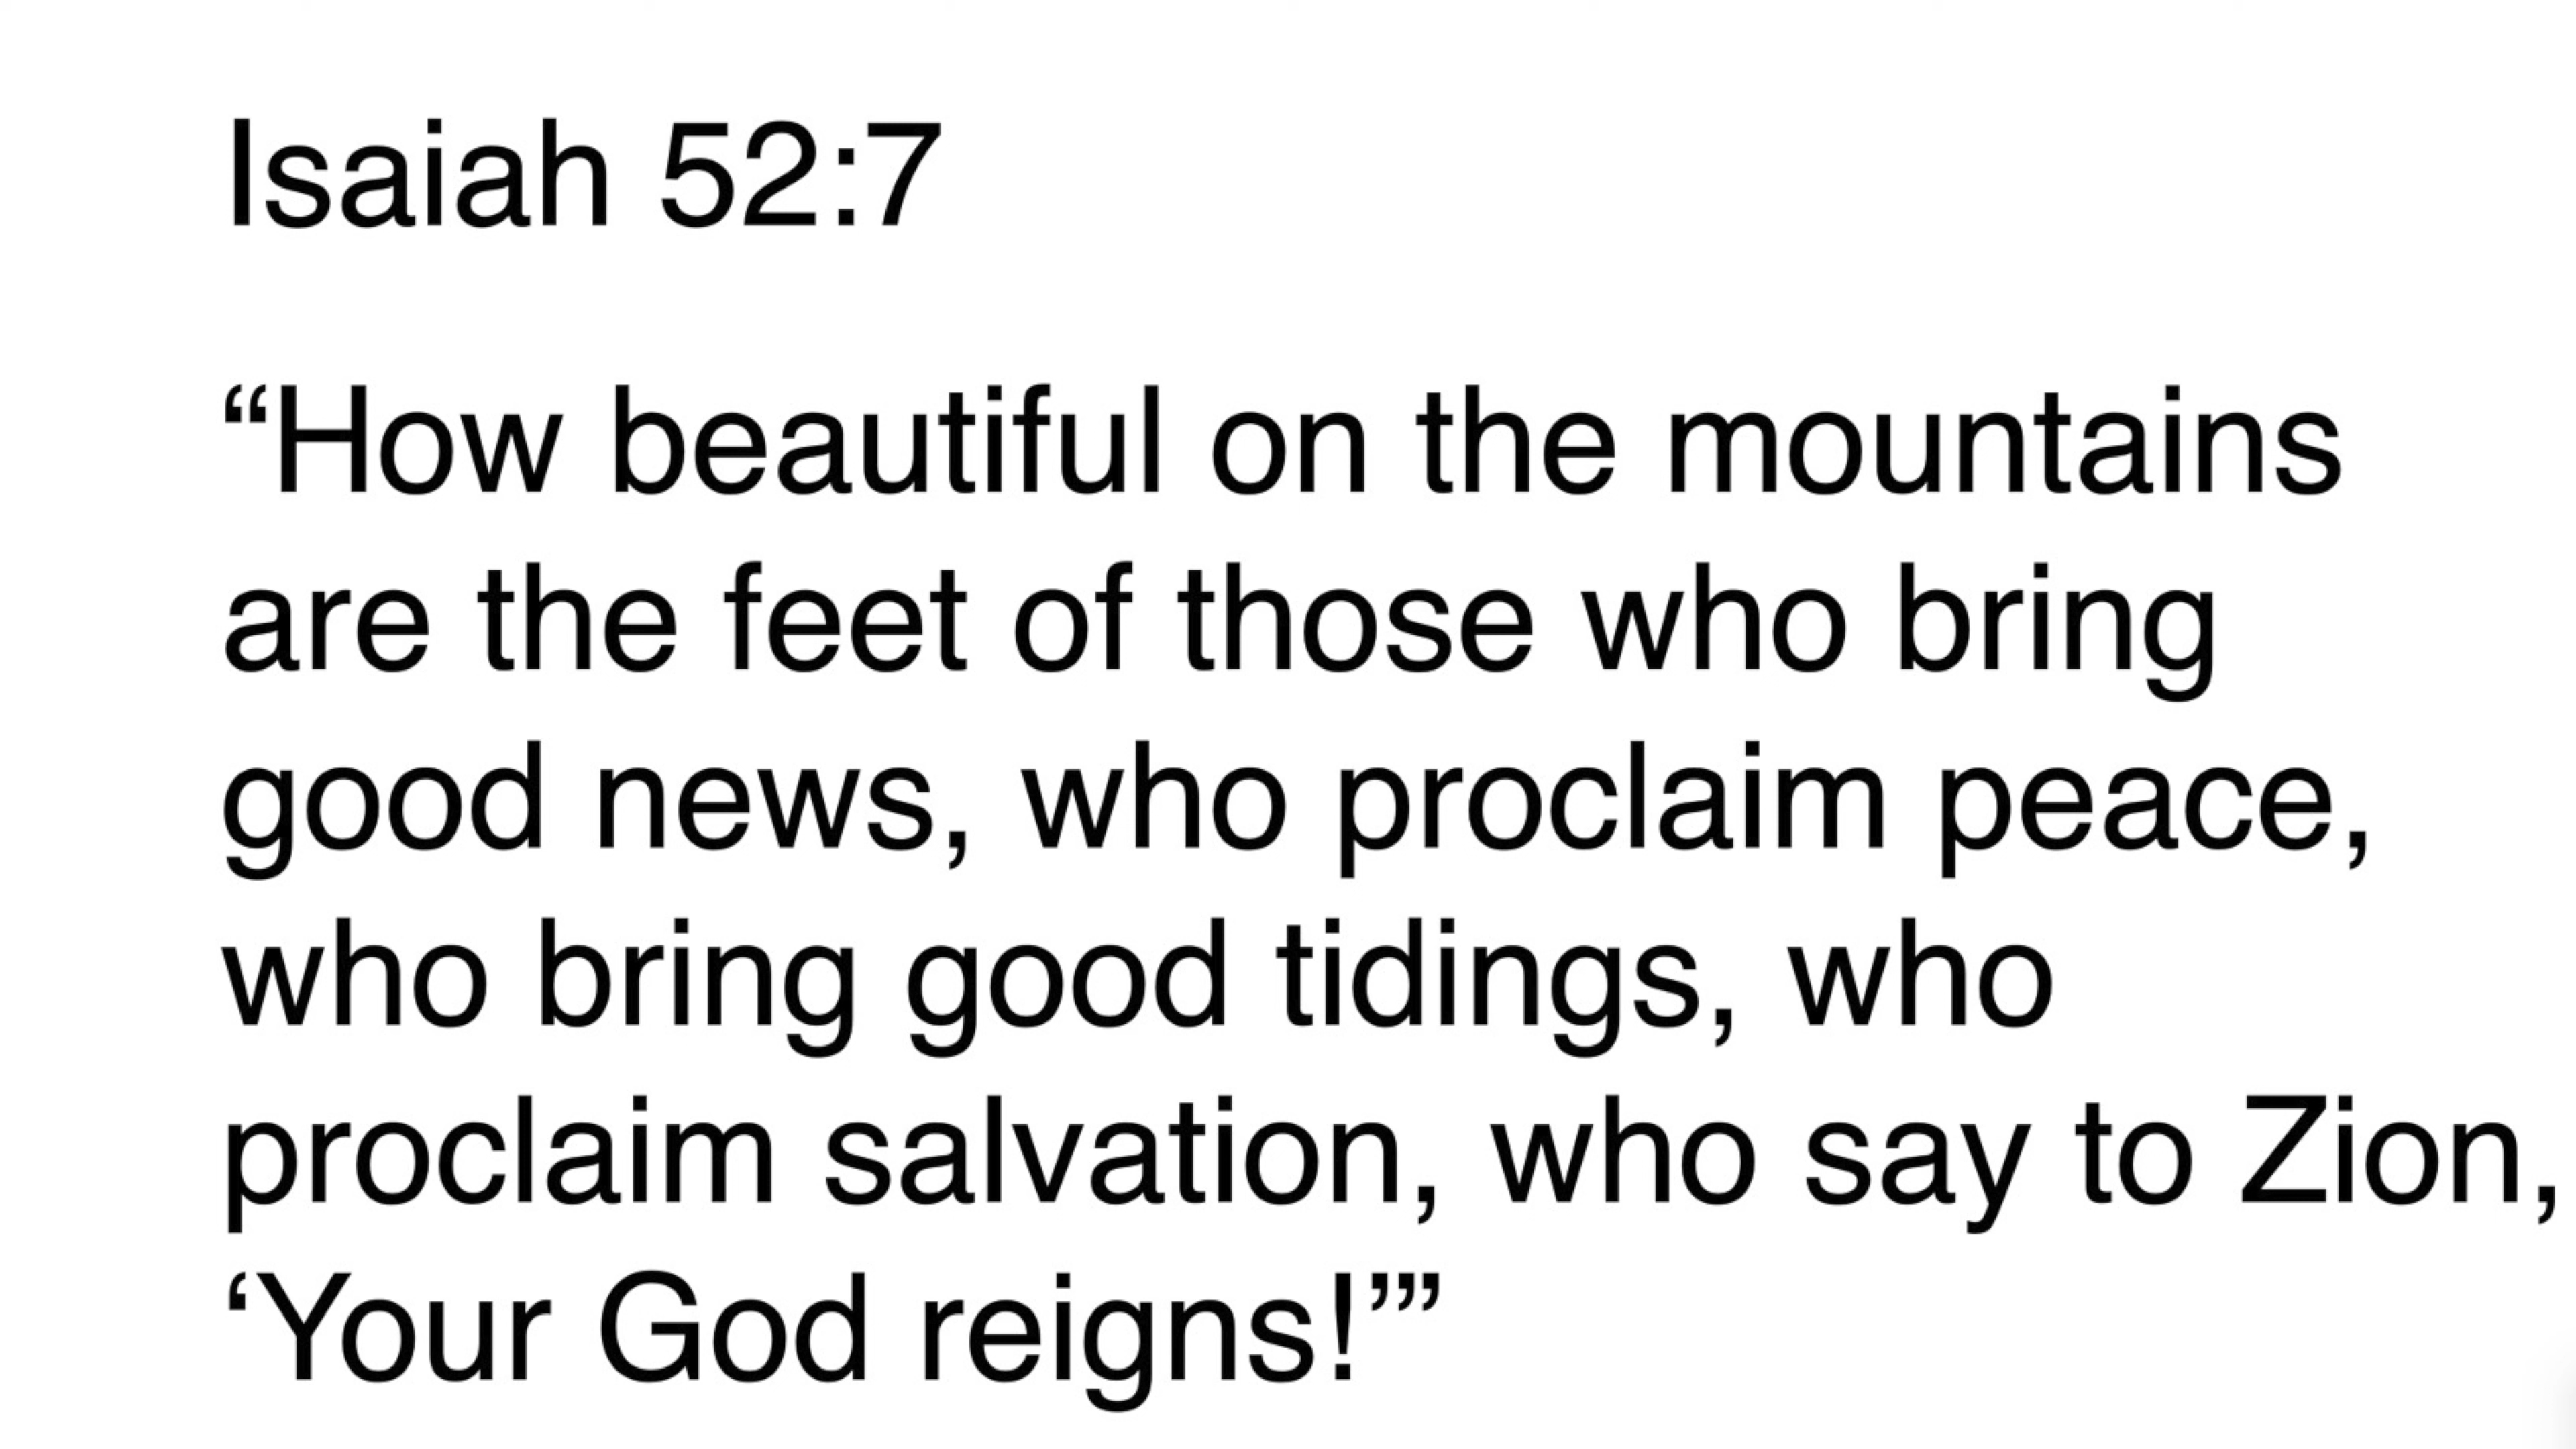 Isaiah 52:7
“How beautiful on the mountains
are the feet of those who bring
good news, who proclaim peace,
who bring good tidings, who
proclaim salvation, who say to Zion,
‘Your God reigns!’”